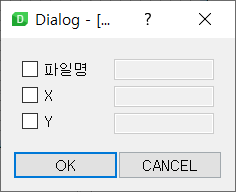 Dialog - [... ?
파일명
X
Y
OK CANCEL